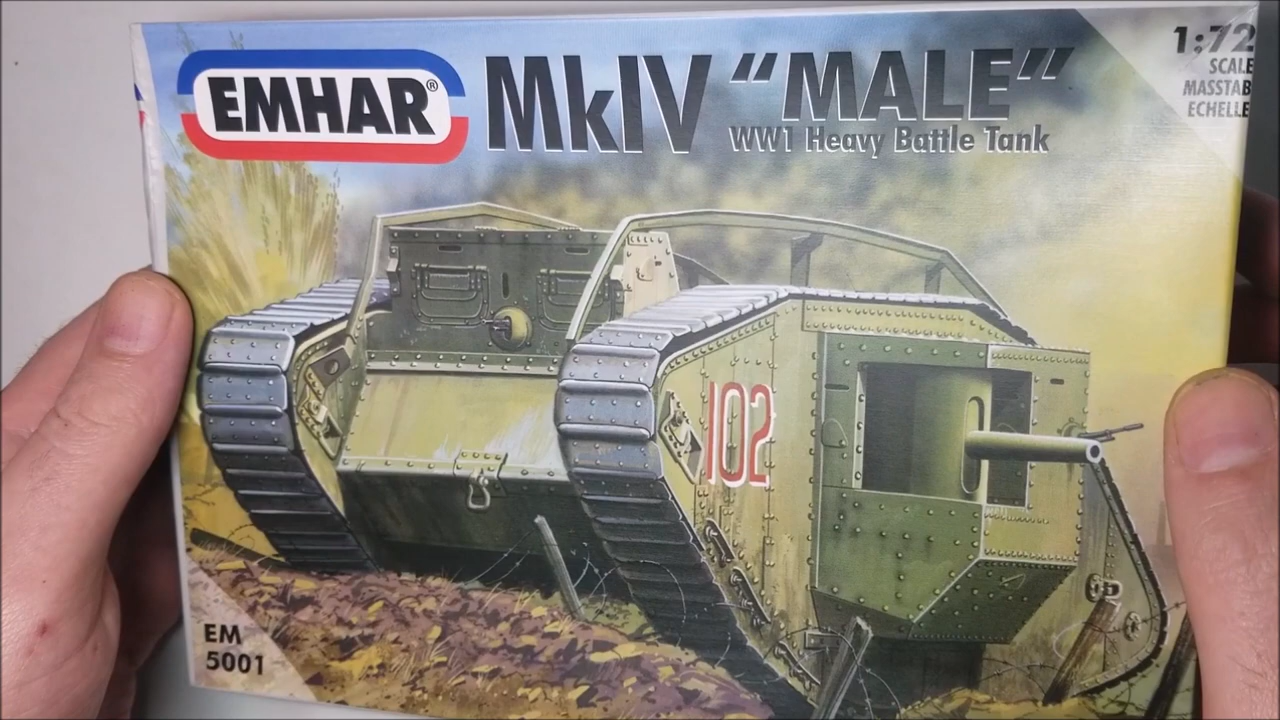 EMHAR®
MkIV "MALE"
WW1 Heavy Battle Tank
1:72
SCALE
MASSTAB
ECHELLE
102
EM
5001